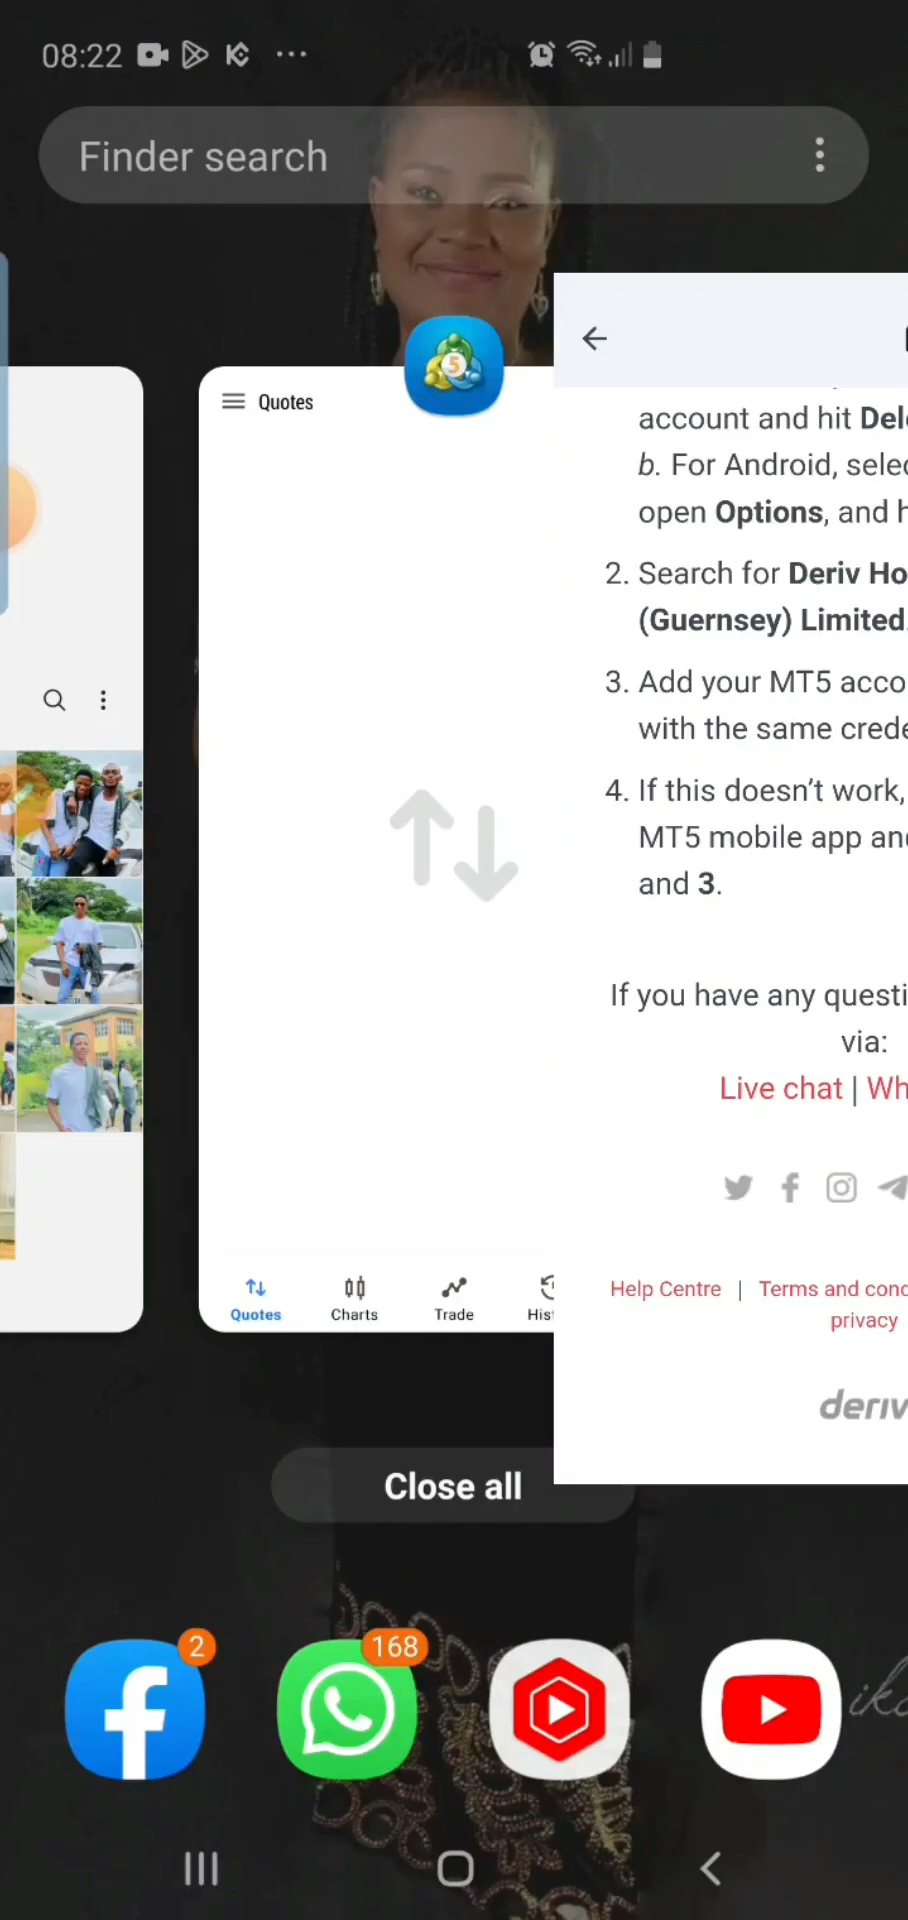 08:22
Finder search
Quotes
5
account and hit Del
b. For Android, selec
open Options, and h
2. Search for Deriv Ho
(Guernsey) Limited.
3. Add your MT5 acco
with the same crede
4. If this doesn't work,
MT5 mobile app an
and 3.
If you have any questi
via:
Live chat | Wh
Quotes
Charts
Trade
Hist
Help Centre | Terms and conc
privacy
deriv
Close all
2
168